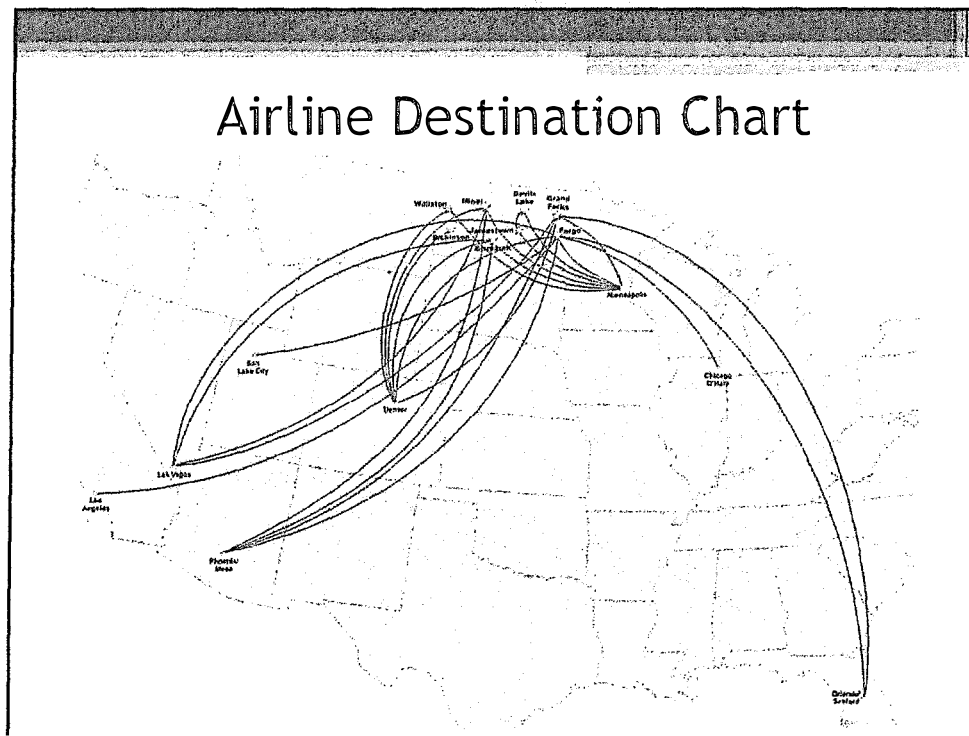 Airline Destination Chart
Williston
Minot
Devils
Lake
Grand
Forks
Dickinson
Jamestown
Fargo
Minneapolis
Salt
Lake City
Chicago
O'Hare
Denver
Las Vegas
Los
Angeles
Phoenix/
Mesa
Orlando/
Sanford